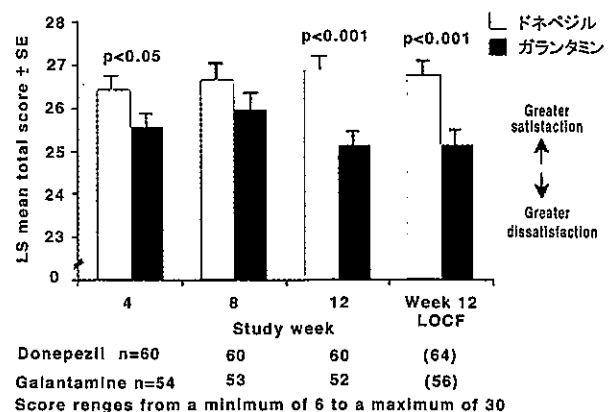 28
27
26
25
23
0
LS mean total score ± SE
p<0.05
p<0.001
p<0.001
ドネペジル
ガランタミン
Greater
satisfaction
Greater
dissatisfaction
4 8 12 Week 12
LOCF
Study week
Donepezil n=60 60 60 (64)
Galantamine n=54 53 52 (56)
Score ranges from a minimum of 6 to a maximum of 30